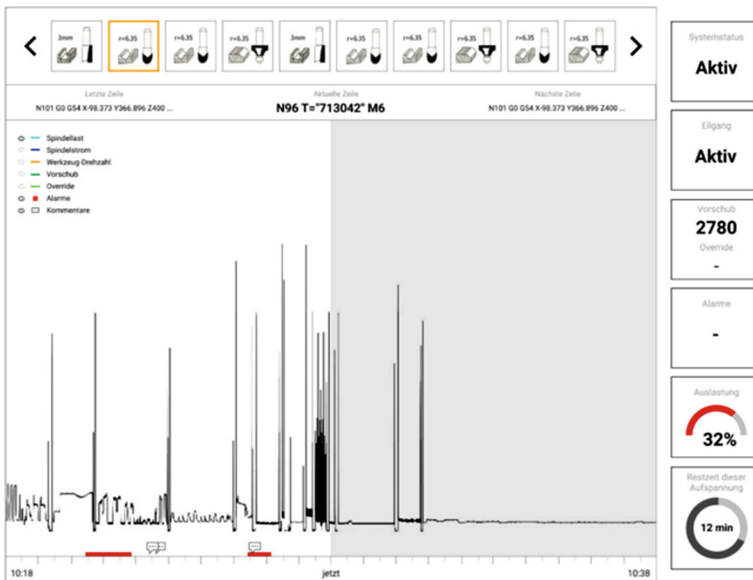 3mm r=6.35 r=6.35 r=6.35 3mm r=6.35 r=6.35 r=6.35 r=6.35 r=6.35
Letzte Zeile
N101 G0 G54 X-98.373 Y366.896 Z400 ...
Aktuelle Zeile
N96 T="713042" M6
Nächste Zeile
N101 G0 G54 X-98.373 Y366.896 Z400 ...
Spindellast
Spindelstrom
Werkzeug-Drehzahl
Vorschub
Override
Alarme
Kommentare
10:18 jetzt 10:38
Systemstatus
Aktiv
Eilgang
Aktiv
Vorschub
2780
Override
-
Alarme
-
Auslastung
32%
Restzeit dieser
Aufspannung
12 min